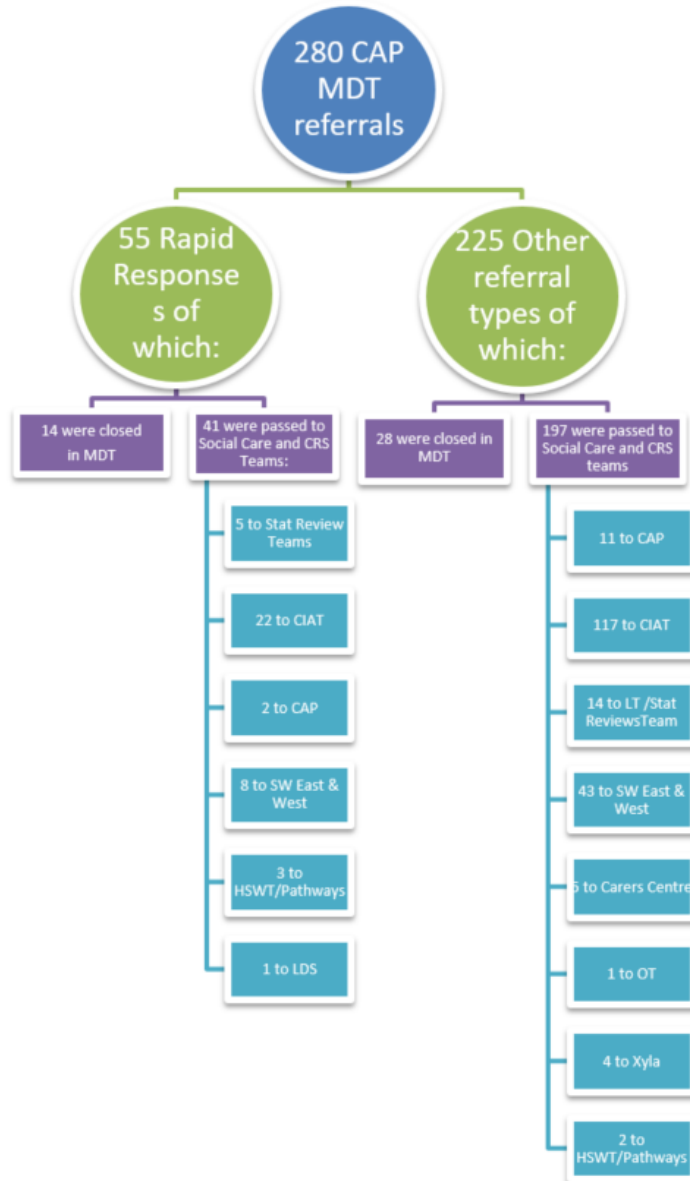 280 CAP
MDT
referrals
55 Rapid
Response
s of
which:
225 Other
referral
types of
which:
14 were closed
in MDT
41 were passed to
Social Care and CRS
Teams:
28 were closed in
MDT
197 were passed to
Social Care and CRS
teams
5 to Stat Review
Teams
22 to CIAT
2 to CAP
8 to SW East &
West
3 to
HSWT/Pathways
1 to LDS
11 to CAP
117 to CIAT
14 to LT /Stat
ReviewsTeam
43 to SW East &
West
5 to Carers Centre
1 to OT
4 to Xyla
2 to
HSWT/Pathways